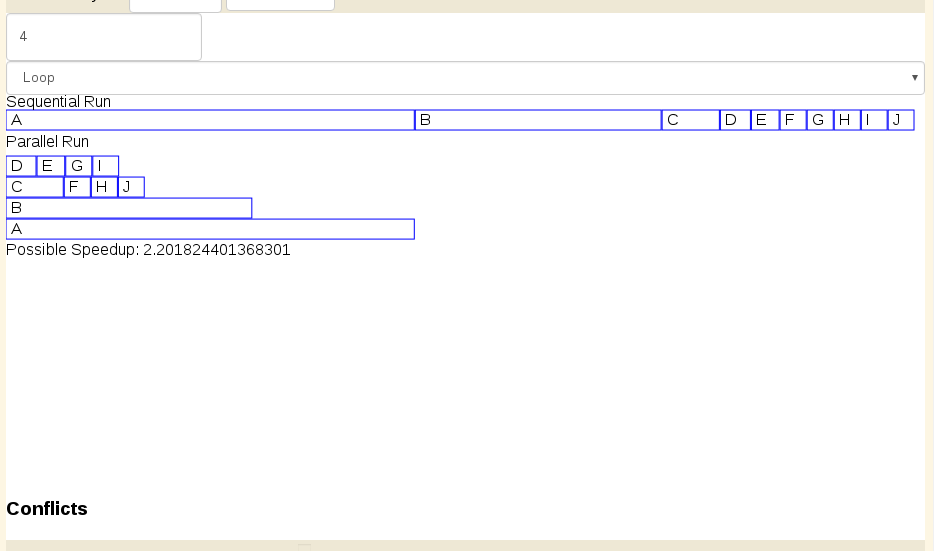 4
Loop
Sequential Run
A B C D E F G H I J
Parallel Run
D E G I
C F H J
B
A
Possible Speedup: 2.201824401368301
Conflicts